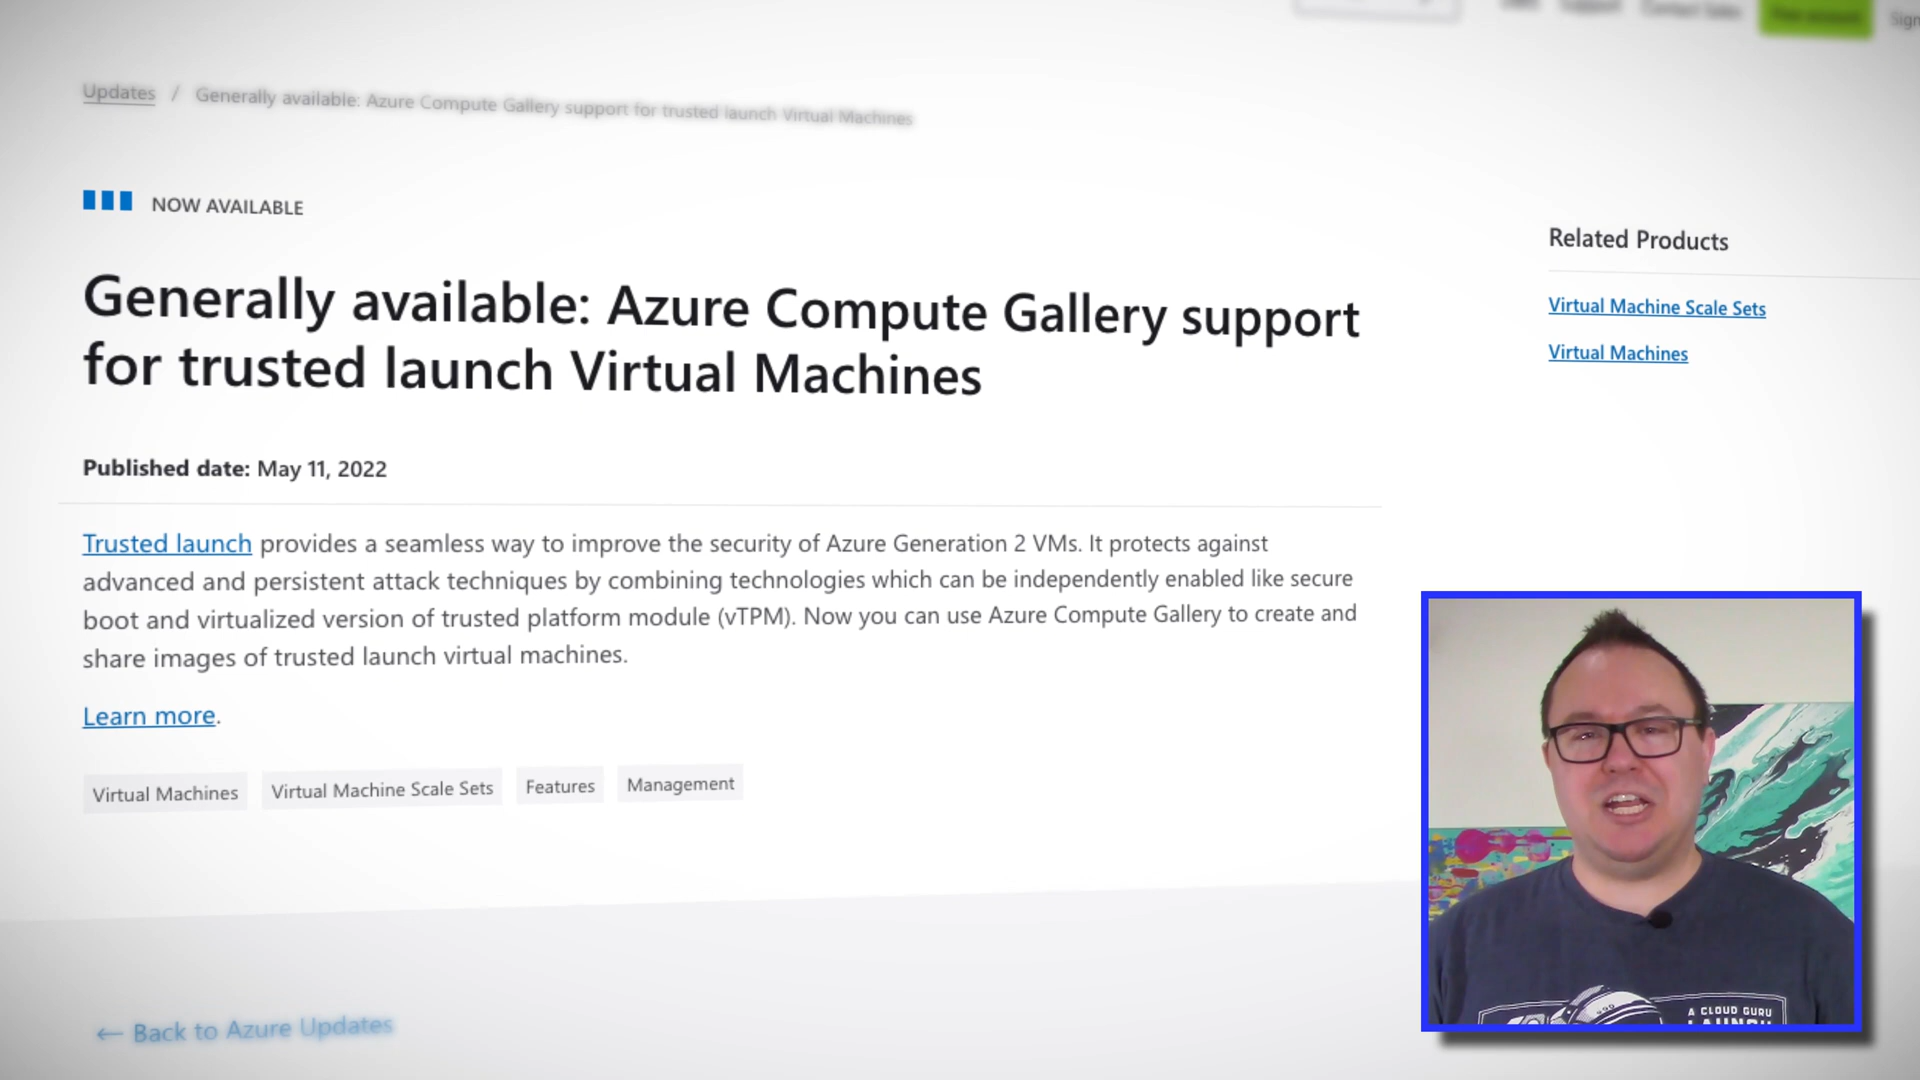 Support
Sign
Updates / Generally available: Azure Compute Gallery support for trusted launch Virtual Machines
NOW AVAILABLE
Generally available: Azure Compute Gallery support
for trusted launch Virtual Machines
Published date: May 11, 2022
Trusted launch provides a seamless way to improve the security of Azure Generation 2 VMs. It protects against
advanced and persistent attack techniques by combining technologies which can be independently enabled like secure
boot and virtualized version of trusted platform module (vTPM). Now you can use Azure Compute Gallery to create and
share images of trusted launch virtual machines.
Learn more.
Virtual Machines Virtual Machine Scale Sets Features Management
← Back to Azure Updates
Related Products
Virtual Machine Scale Sets
Virtual Machines
A CLOUD GURU
LAUNCH